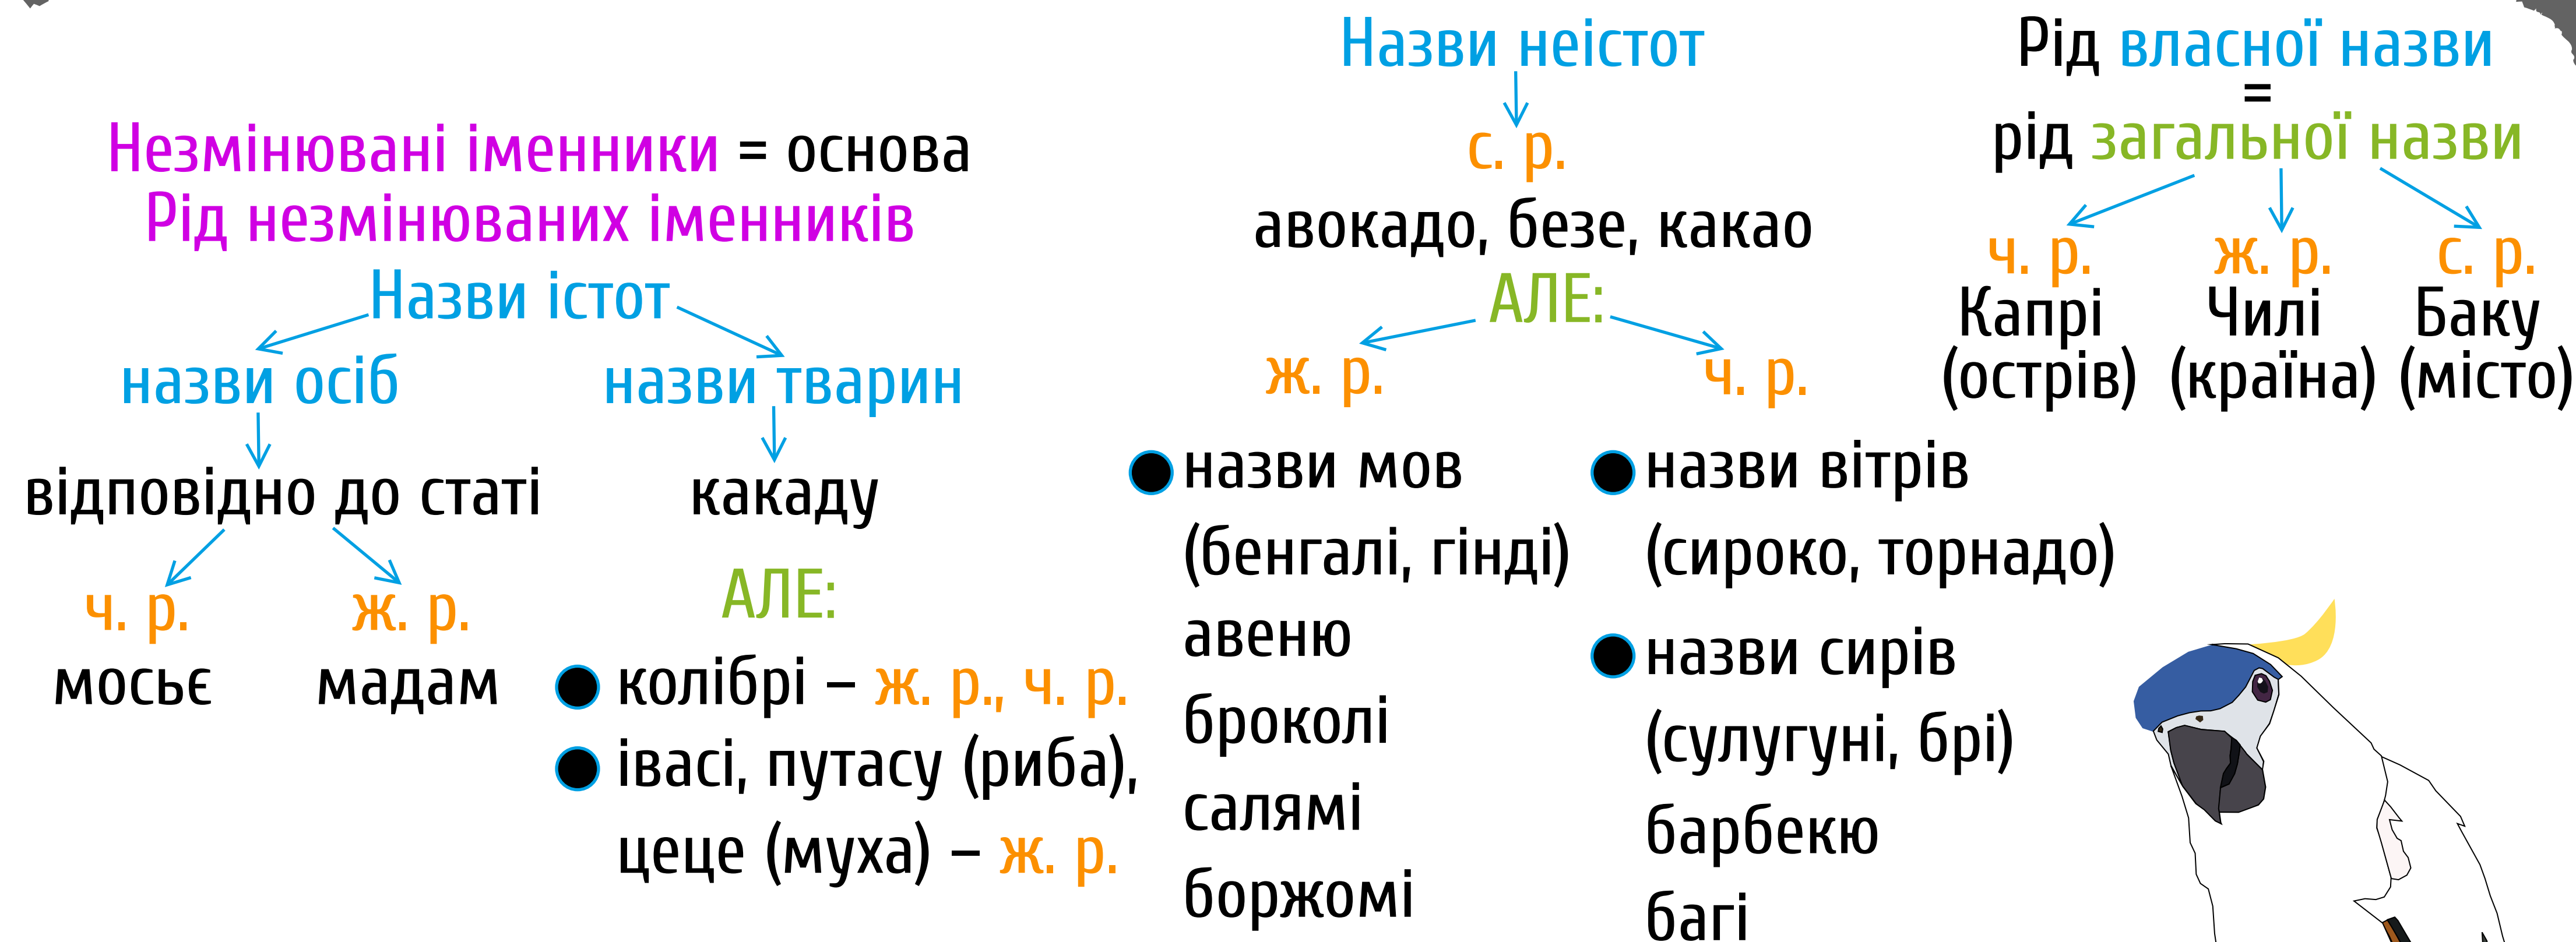 Незмінювані іменники = основа
Рід незмінюваних іменників
Назви істот
назви осіб
назви тварин
відповідно до статі
какаду
ч. р.
ж. р.
мосьє
мадам
АЛЕ:
колібрі – ж. р., ч. р.
івасі, путасу (риба),
цеце (муха) – ж. р.
Назви неістот
с. р.
авокадо, безе, какао
АЛЕ:
ж. р.
ч. р.
назви мов
(бенгалі, гінді)
авеню
броколі
салямі
боржомі
назви вітрів
(сироко, торнадо)
назви сирів
(сулугуні, брі)
барбекю
багі
Рід власної назви
=
рід загальної назви
ч. р.
ж. р.
с. р.
Капрі
Чилі
Баку
(острів)
(країна)
(місто)